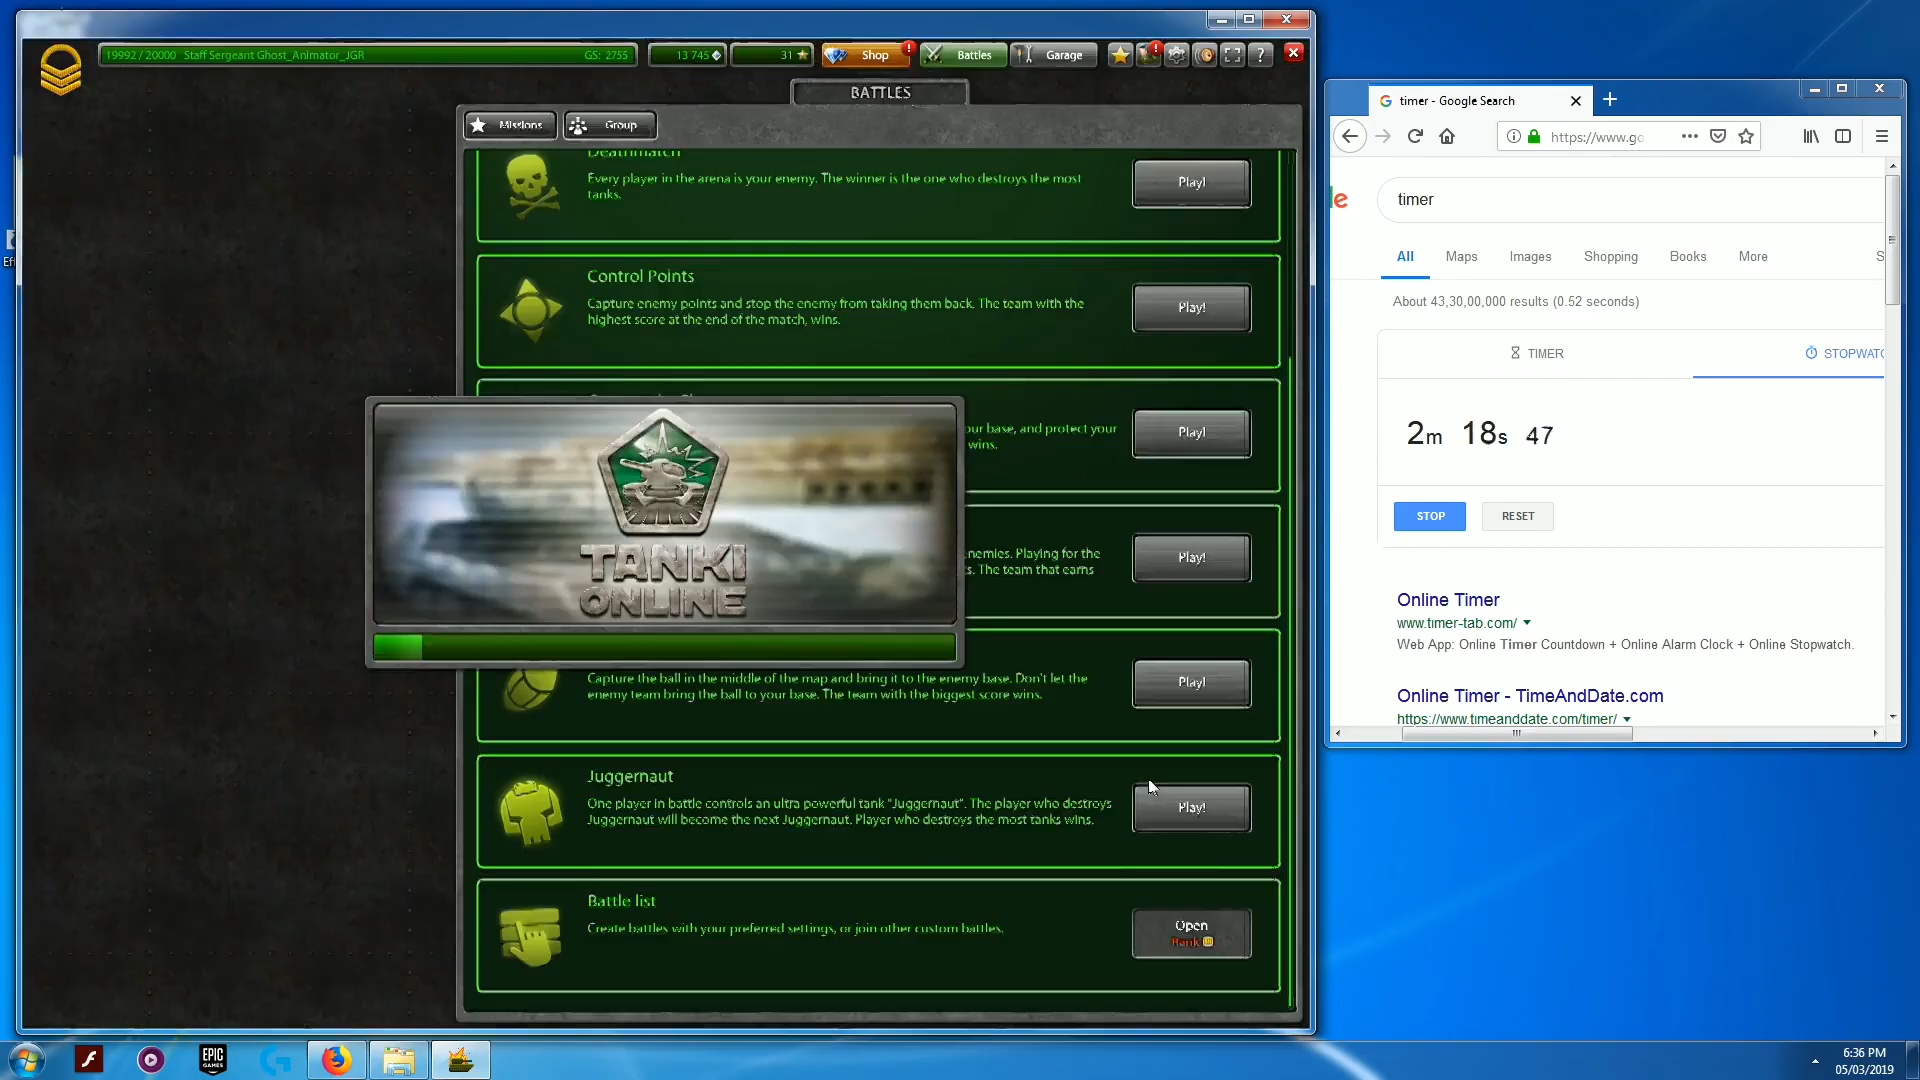 19992 / 20000 Staff Sergeant Ghost_Animator_JGR GS: 2755
13 745
31
Shop
Battles
Garage
?
BATTLES
Missions
Group
Deathmatch
Every player in the arena is your enemy. The winner is the one who destroys the most
tanks.
Play!
Control Points
Capture enemy points and stop the enemy from taking them back. The team with the
highest score at the end of the match, wins.
Play!
our base, and protect your
wins.
Play!
TANKI
ONLINE
nemies. Playing for the
s. The team that earns
Play!
Capture the ball in the middle of the map and bring it to the enemy base. Don't let the
enemy team bring the ball to your base. The team with the biggest score wins.
Play!
Juggernaut
One player in battle controls an ultra powerful tank "Juggernaut". The player who destroys
Juggernaut will become the next Juggernaut. Player who destroys the most tanks wins.
Play!
Battle list
Create battles with your preferred settings, or join other custom battles.
Open
Rank
timer - Google Search
https://www.go
e
timer
All Maps Images Shopping Books More S
About 43,30,00,000 results (0.52 seconds)
TIMER
STOPWATC
2m 18s 47
STOP
RESET
Online Timer
www.timer-tab.com/
Web App: Online Timer Countdown + Online Alarm Clock + Online Stopwatch.
Online Timer - TimeAndDate.com
https://www.timeanddate.com/timer/
Eff
EPIC
GAMES
6:36 PM
05/03/2019